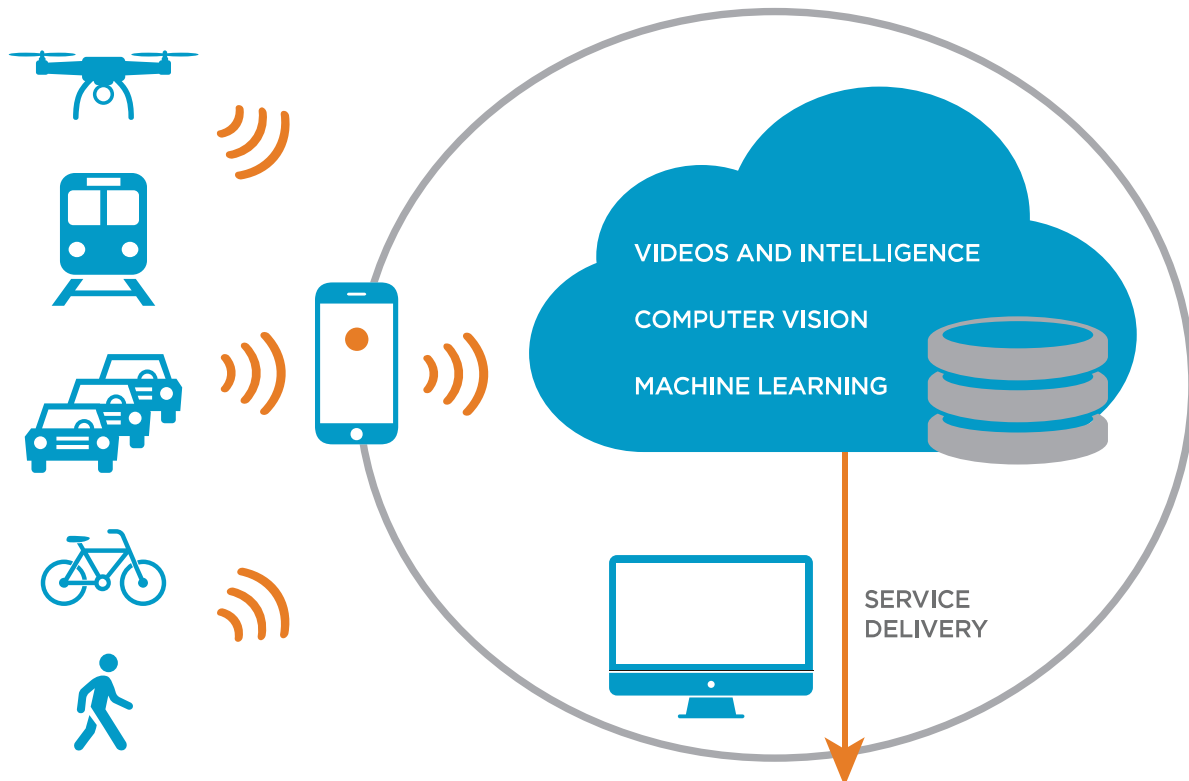 VIDEOS AND INTELLIGENCE
COMPUTER VISION
MACHINE LEARNING
SERVICE
DELIVERY